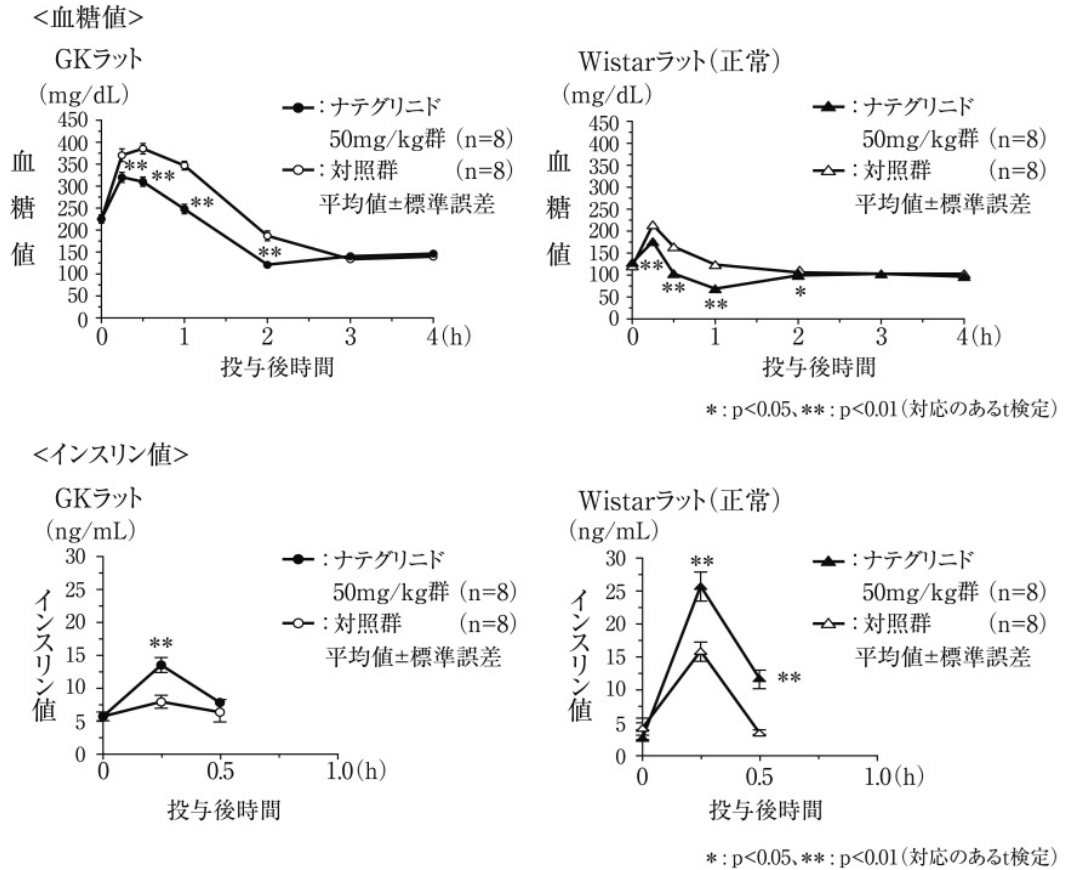 <血糖値>
GKラット
(mg/dL)
450
400
350
300
250
200
150
100
50
0
血糖値
●:ナテグリニド
50mg/kg群 (n=8)
○:対照群 (n=8)
平均値±標準誤差
**
**
**
**
0 1 2 3 4(h)
投与後時間
Wistarラット(正常)
(mg/dL)
450
400
350
300
250
200
150
100
50
0
血糖値
▲:ナテグリニド
50mg/kg群 (n=8)
△:対照群 (n=8)
平均値±標準誤差
**
**
**
*
0 1 2 3 4(h)
投与後時間
*:p<0.05、**:p<0.01(対応のあるt検定)
<インスリン値>
GKラット
(ng/mL)
30
25
20
15
10
5
0
インスリン値
●:ナテグリニド
50mg/kg群 (n=8)
○:対照群 (n=8)
平均値±標準誤差
**
0 0.5 1.0(h)
投与後時間
Wistarラット(正常)
(ng/mL)
30
25
20
15
10
5
0
インスリン値
▲:ナテグリニド
50mg/kg群 (n=8)
△:対照群 (n=8)
平均値±標準誤差
**
**
0 0.5 1.0(h)
投与後時間
*:p<0.05、**:p<0.01(対応のあるt検定)